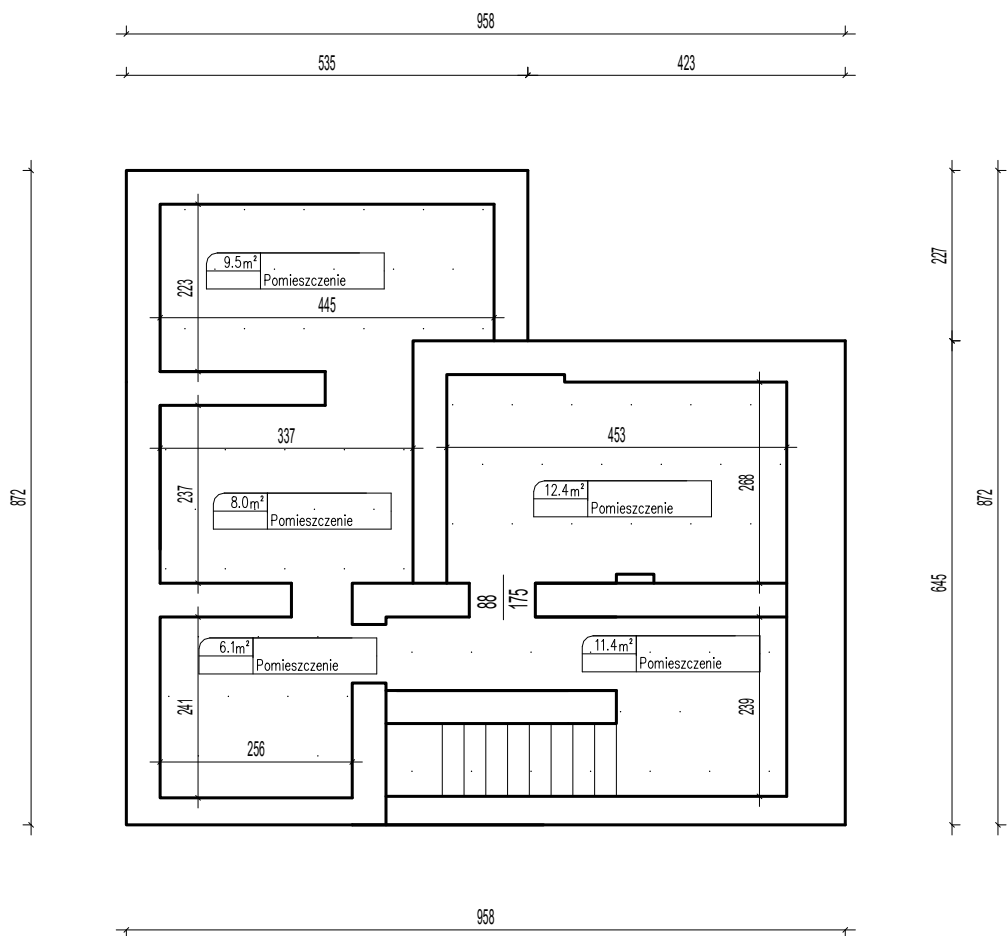 958
535
423
9.5m²
Pomieszczenie
223
445
227
337
453
237
268
8.0m²
Pomieszczenie
12.4m²
Pomieszczenie
872
872
645
88
175
6.1m²
Pomieszczenie
11.4m²
Pomieszczenie
241
239
256
958